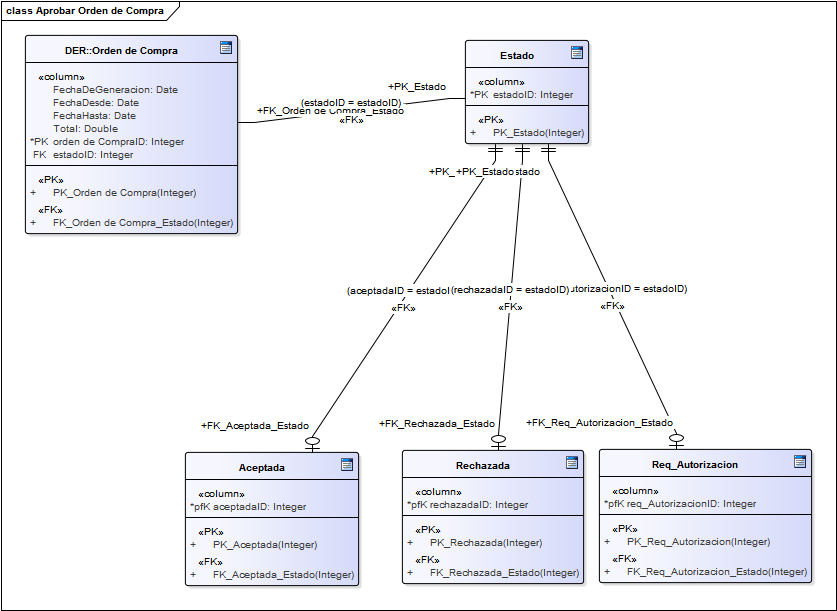 class Aprobar Orden de Compra
DER::Orden de Compra
«column»
FechaDeGeneracion: Date
FechaDesde: Date
FechaHasta: Date
Total: Double
*PK orden de CompraID: Integer
FK estadoID: Integer
«PK»
+ PK_Orden de Compra(Integer)
«FK»
+ FK_Orden de Compra_Estado(Integer)
+PK_Estado
(estadoID = estadoID)
+FK_Orden de Compra_Estado
«FK»
Estado
«column»
*PK estadoID: Integer
«PK»
+ PK_Estado(Integer)
+PK_+PK_Estadostado
(aceptadaID = estadoI(rechazadaID = estadoID)utorizacionID = estadoID)
«FK» «FK» «FK»
+FK_Aceptada_Estado
+FK_Rechazada_Estado
+FK_Req_Autorizacion_Estado
Aceptada
«column»
*pfK aceptadaID: Integer
«PK»
+ PK_Aceptada(Integer)
«FK»
+ FK_Aceptada_Estado(Integer)
Rechazada
«column»
*pfK rechazadaID: Integer
«PK»
+ PK_Rechazada(Integer)
«FK»
+ FK_Rechazada_Estado(Integer)
Req_Autorizacion
«column»
*pfK req_AutorizacionID: Integer
«PK»
+ PK_Req_Autorizacion(Integer)
«FK»
+ FK_Req_Autorizacion_Estado(Integer)